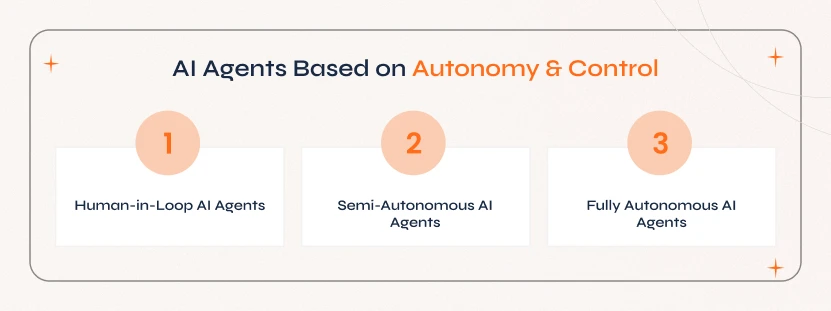 AI Agents Based on Autonomy & Control
1
Human-in-Loop AI Agents
2
Semi-Autonomous AI
Agents
3
Fully Autonomous AI
Agents